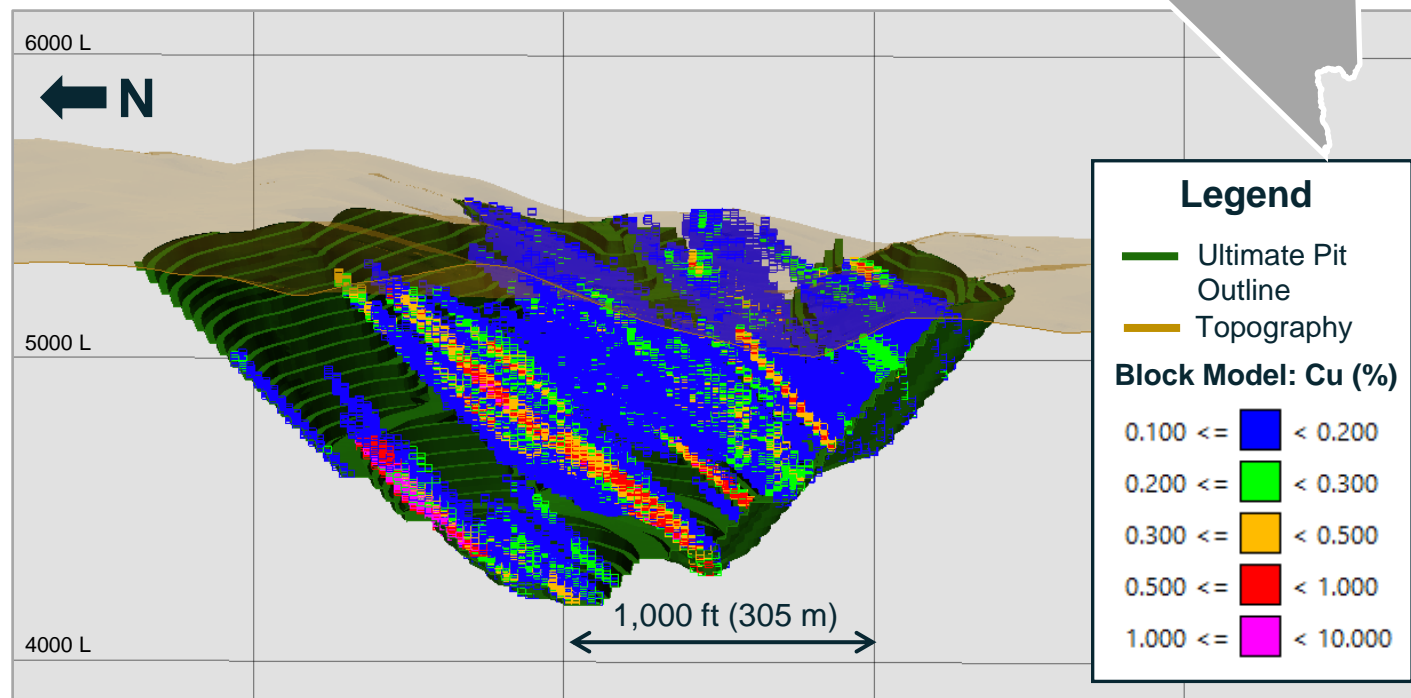 6000 L
N
5000 L
4000 L
1,000 ft (305 m)
Legend
Ultimate Pit
Outline
Topography
Block Model: Cu (%)
0.100 <= < 0.200
0.200 <= < 0.300
0.300 <= < 0.500
0.500 <= < 1.000
1.000 <= < 10.000